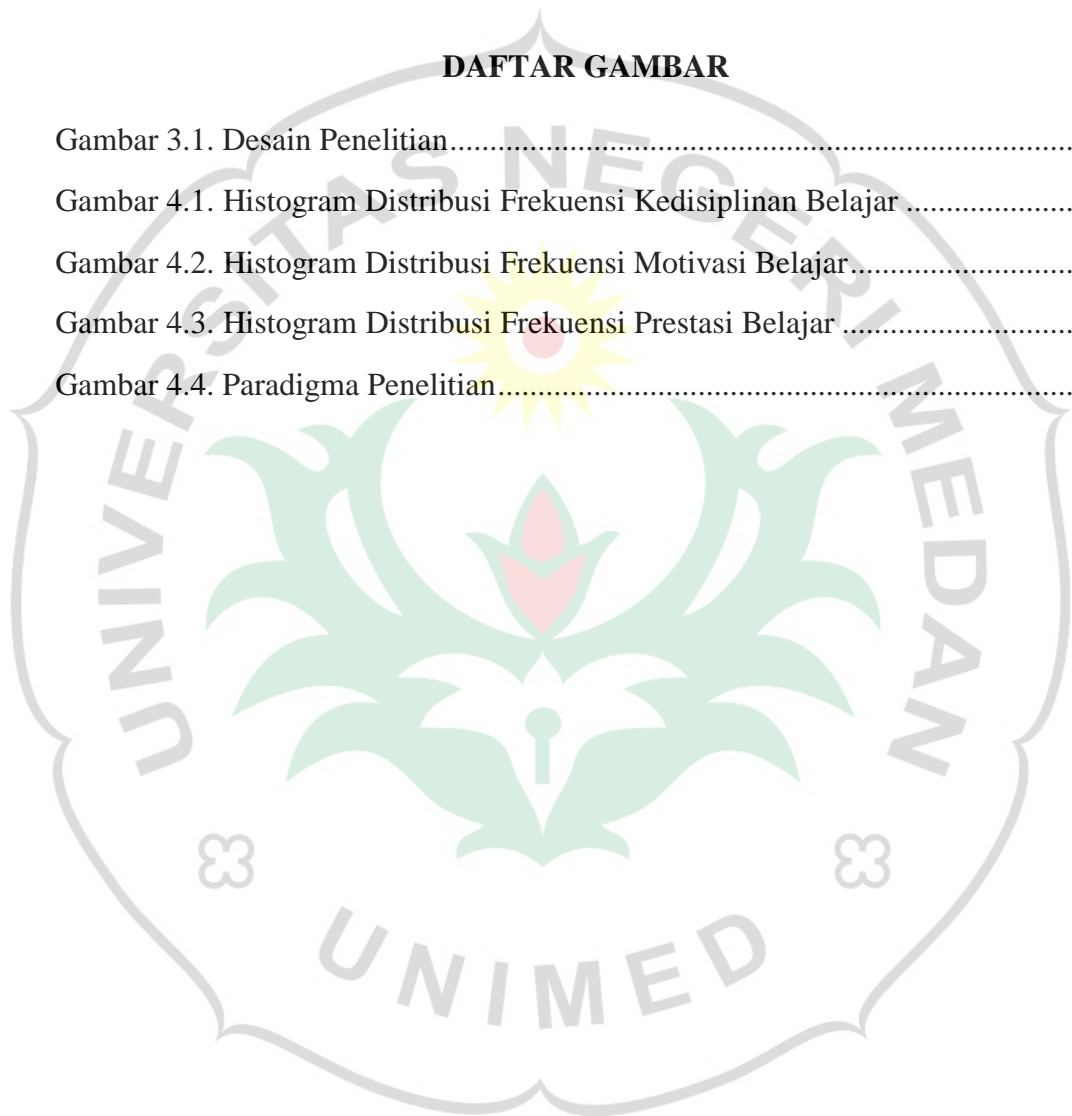 DAFTAR GAMBAR
Gambar 3.1. Desain Penelitian..............................................................................
Gambar 4.1. Histogram Distribusi Frekuensi Kedisiplinan Belajar .....................
Gambar 4.2. Histogram Distribusi Frekuensi Motivasi Belajar............................
Gambar 4.3. Histogram Distribusi Frekuensi Prestasi Belajar .............................
Gambar 4.4. Paradigma Penelitian........................................................................
UNIVERSITAS NEGERI MEDAN
UNIMED